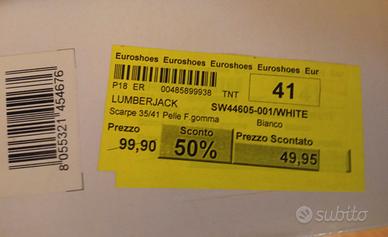 Euroshoes Euroshoes Euroshoes Euroshoes Eur
P18 ER 00485899938 TNT 41
LUMBERJACK SW44605-001/WHITE
Scarpe 35/41 Pelle F.gomma Bianco
Prezzo Sconto Prezzo Scontato
99,90 50% 49,95
8 055321 454676
subito